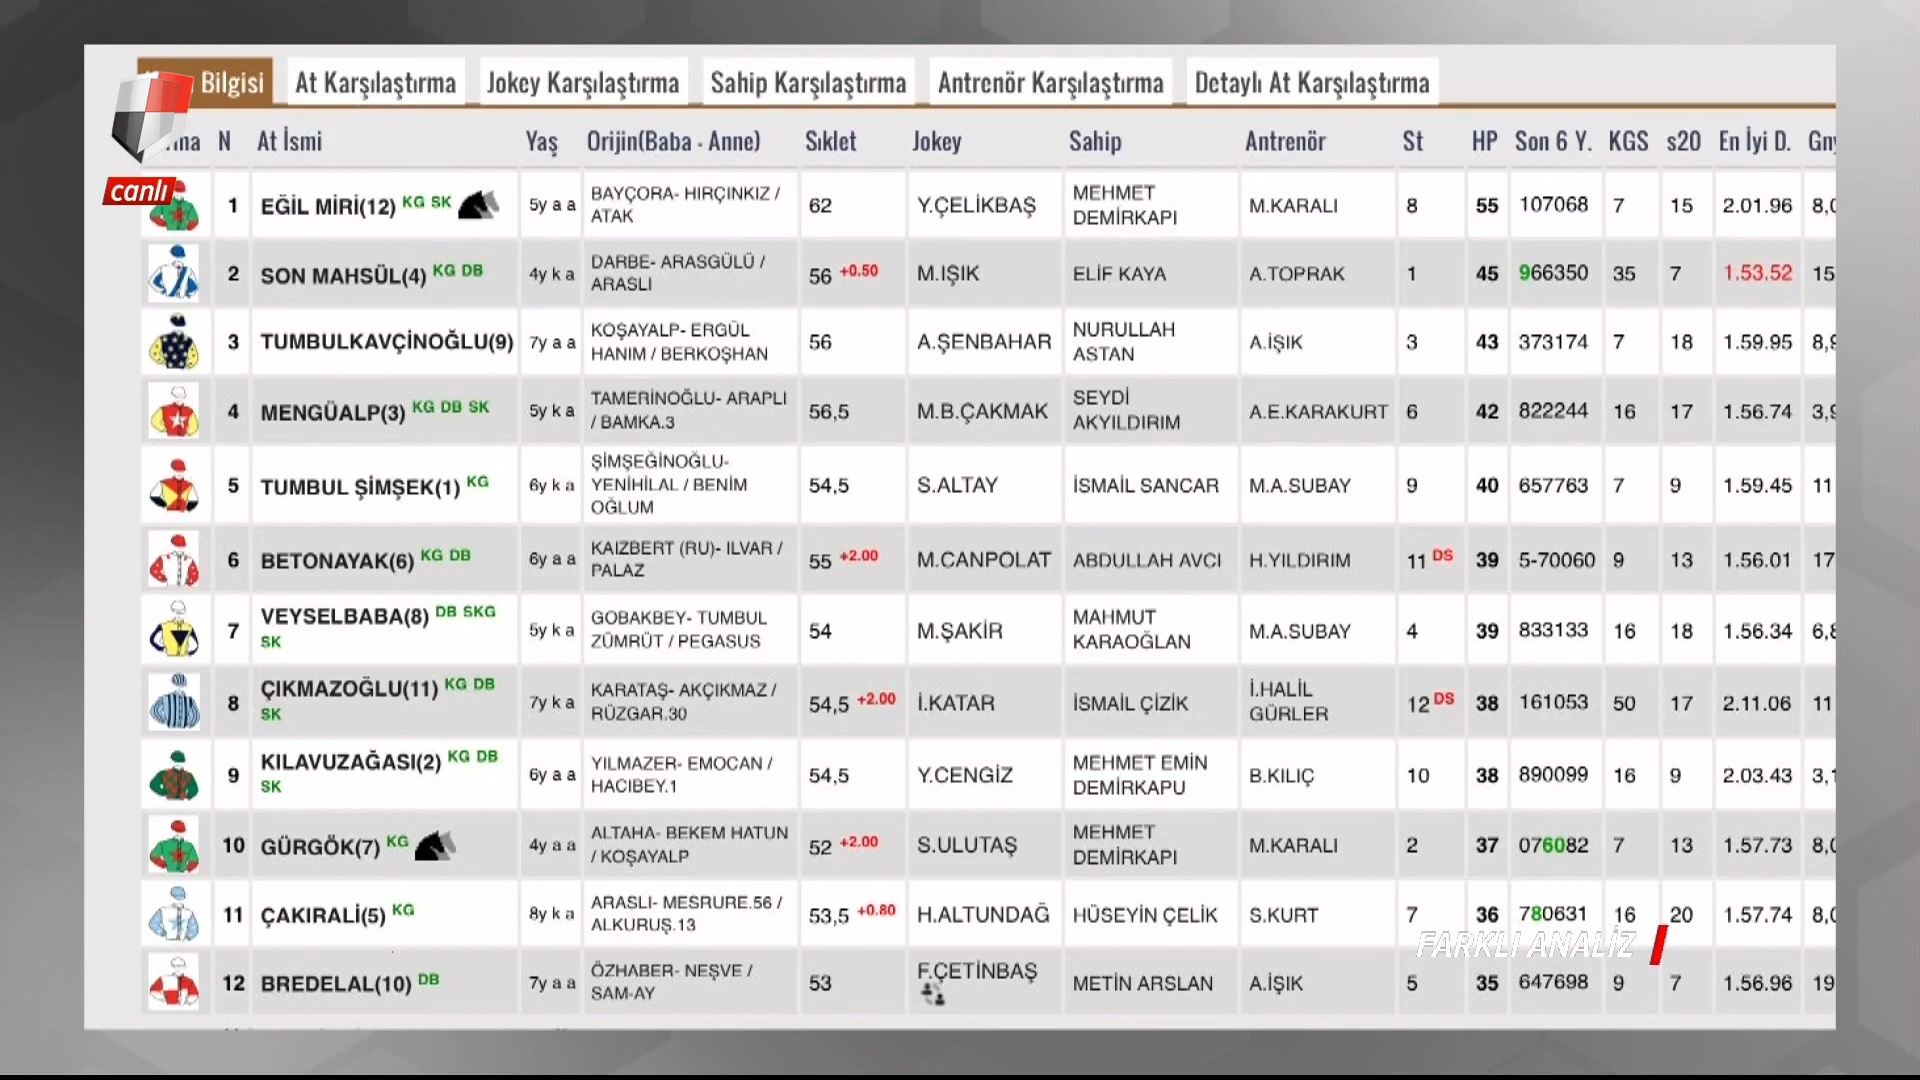 Bilgisi At Karşılaştırma Jokey Karşılaştırma Sahip Karşılaştırma Antrenör Karşılaştırma Detaylı At Karşılaştırma
N At İsmi Yaş Orijin(Baba - Anne) Sıklet Jokey Sahip Antrenör St HP Son 6 Y. KGS s20 En İyi D.
canlı
1 EĞİL MİRİ(12) KG SK 5y a a BAYÇORA- HIRÇINKIZ / ATAK 62 Y.ÇELİKBAŞ MEHMET DEMİRKAPI M.KARALI 8 55 107068 7 15 2.01.96
2 SON MAHSÜL(4) KG DB 4y k a DARBE- ARASGÜLÜ / ARASLI 56 +0.50 M.IŞIK ELİF KAYA A.TOPRAK 1 45 966350 35 7 1.53.52 15
3 TUMBULKAVÇİNOĞLU(9) 7y a a KOŞAYALP- ERGÜL HANIM / BERKOŞHAN 56 A.ŞENBAHAR NURULLAH ASTAN A.İŞIK 3 43 373174 7 18 1.59.95
4 MENGÜALP(3) KG DB SK 5y k a TAMERİNOĞLU- ARAPLI / BAMKA.3 56,5 M.B.ÇAKMAK SEYDİ AKYILDIRIM A.E.KARAKURT 6 42 822244 16 17 1.56.74
5 TUMBUL ŞİMŞEK(1) KG 6y k a ŞİMŞEĞİNOĞLU- YENİHİLAL / BENİM OĞLUM 54,5 S.ALTAY İSMAİL SANCAR M.A.SUBAY 9 40 657763 7 9 1.59.45 11
6 BETONAYAK(6) KG DB 6y a a KAIZBERT (RU)- ILVAR / PALAZ 55 +2.00 M.CANPOLAT ABDULLAH AVCI H.YILDIRIM 11 DS 39 5-70060 9 13 1.56.01 17
7 VEYSELBABA(8) DB SKG SK 5y k a GOBAKBEY- TUMBUL ZÜMRÜT / PEGASUS 54 M.ŞAKİR MAHMUT KARAOĞLAN M.A.SUBAY 4 39 833133 16 18 1.56.34
8 ÇIKMAZOĞLU(11) KG DB SK 7y k a KARATAŞ- AKÇIKMAZ / RÜZGAR.30 54,5 +2.00 İ.KATAR İSMAİL ÇİZİK İ.HALİL GÜRLER 12 DS 38 161053 50 17 2.11.06 11
9 KILAVUZAĞASI(2) KG DB SK 6y a a YILMAZER- EMOCAN / HACIBEY.1 54,5 Y.CENGİZ MEHMET EMİN DEMİRKAPU B.KILIÇ 10 38 890099 16 9 2.03.43
10 GÜRGÖK(7) KG 4y a a ALTAHA- BEKEM HATUN / KOŞAYALP 52 +2.00 S.ULUTAŞ MEHMET DEMİRKAPI M.KARALI 2 37 076082 7 13 1.57.73
11 ÇAKIRALİ(5) KG 8y k a ARASLI- MESRURE.56 / ALKURUŞ.13 53,5 +0.80 H.ALTUNDAĞ HÜSEYİN ÇELİK S.KURT 7 36 780631 16 20 1.57.74
FARKLI ANALİZ
12 BREDELAL(10) DB 7y a a ÖZHABER- NEŞVE / SAM-AY 53 F.ÇETİNBAŞ METİN ARSLAN A.İŞIK 5 35 647698 9 7 1.56.96 19